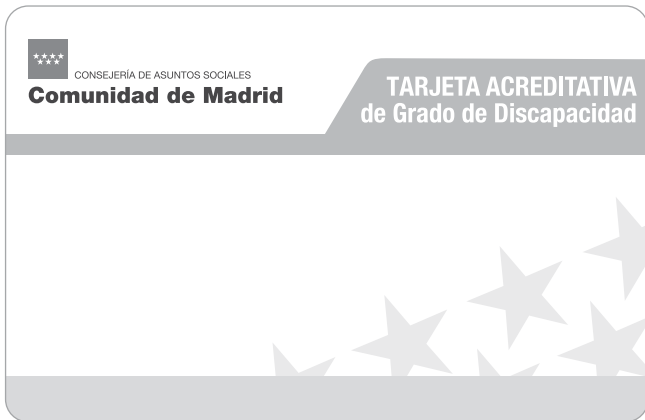 CONSEJERÍA DE ASUNTOS SOCIALES
Comunidad de Madrid
TARJETA ACREDITATIVA
de Grado de Discapacidad